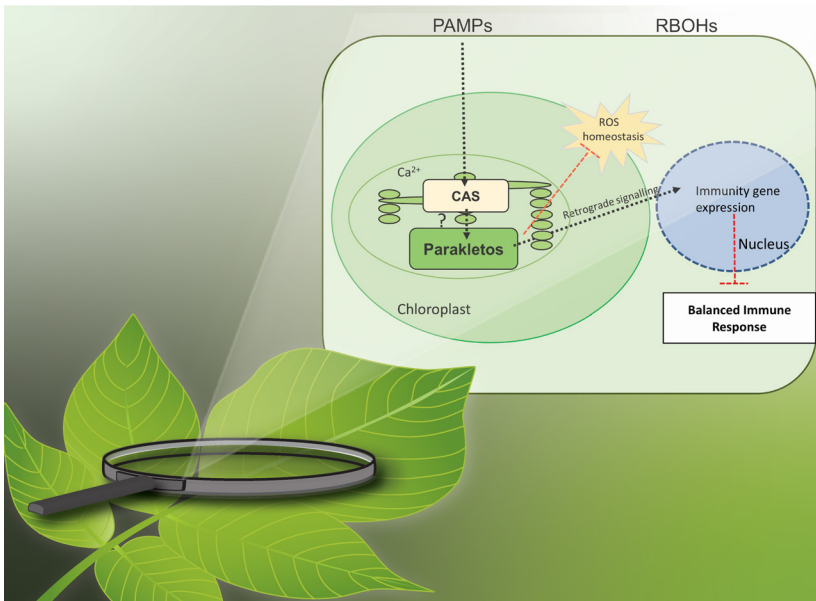 PAMPs
RBOHs
ROS
homeostasis
Ca²⁺
CAS
?
Parakletos
Retrograde signalling
Immunity gene
expression
Nucleus
Chloroplast
Balanced Immune
Response